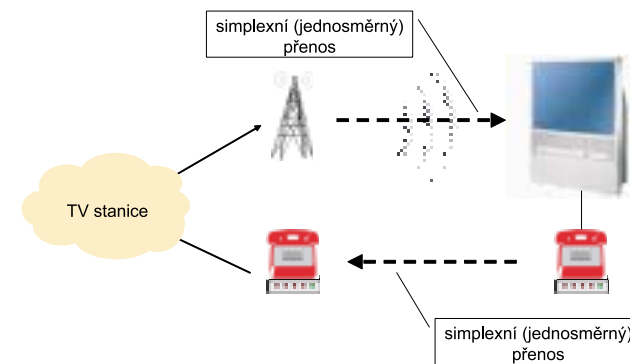 simplexní (jednosměrný)
přenos
TV stanice
simplexní (jednosměrný)
přenos